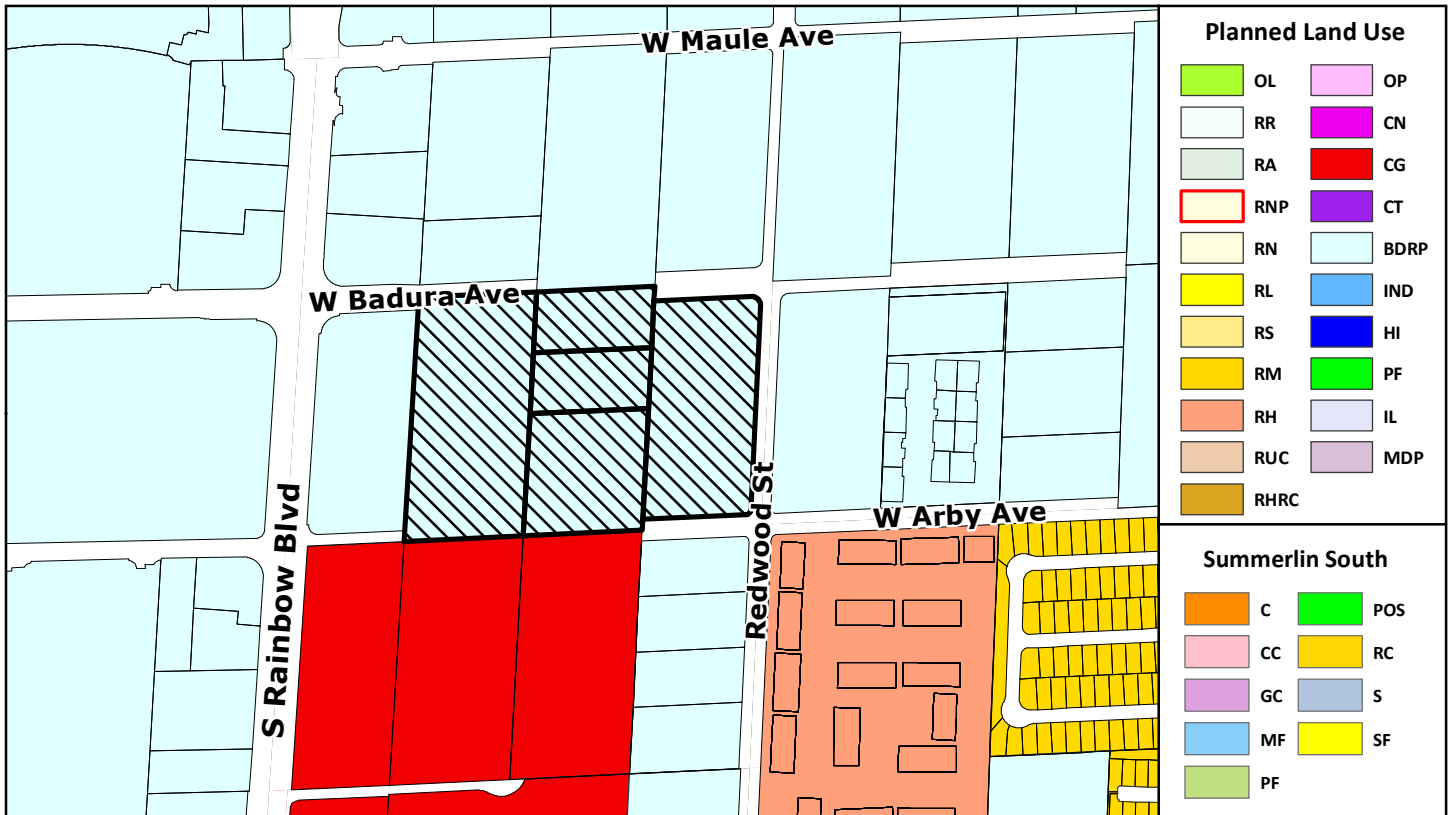 W Maule Ave
W Badura Ave
S Rainbow Blvd
Redwood St
W Arby Ave
Planned Land Use
OL OP
RR CN
RA CG
RNP CT
RN BDRP
RL IND
RS HI
RM PF
RH IL
RUC MDP
RHRC
Summerlin South
C POS
CC RC
GC S
MF SF
PF